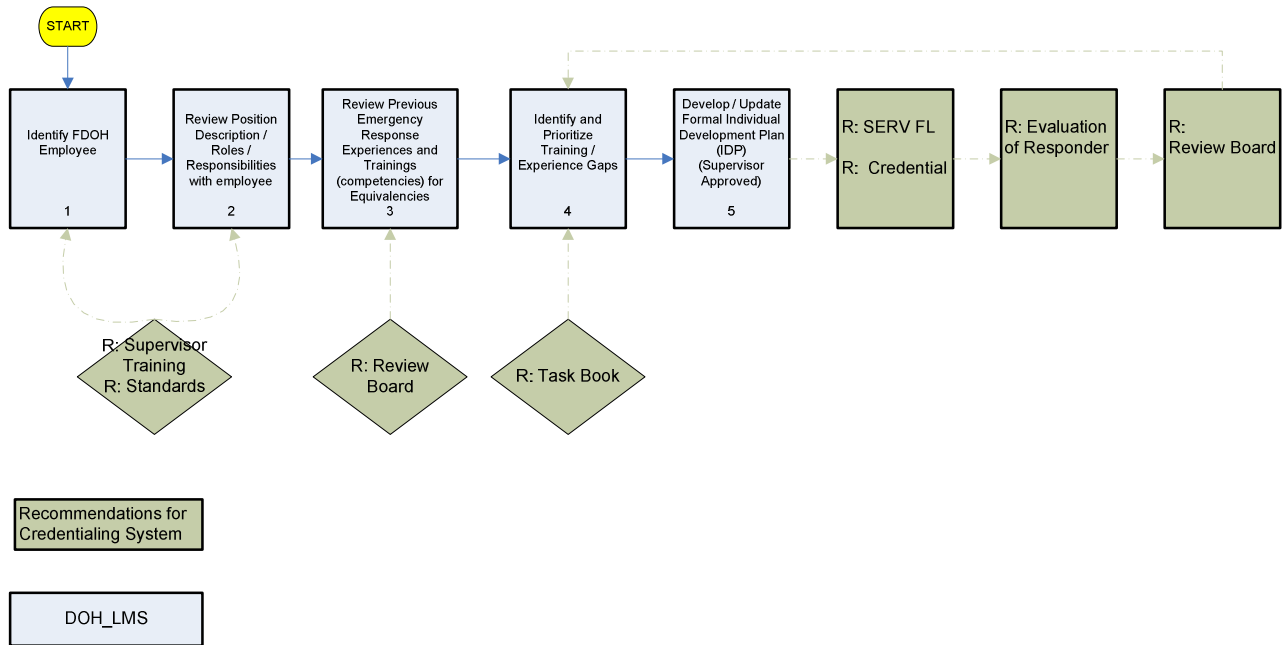 START
Identify FDOH
Employee
1
Review Position
Description /
Roles /
Responsibilities
with employee
2
Review Previous
Emergency
Response
Experiences and
Trainings
(competencies) for
Equivalencies
3
Identify and
Prioritize
Training /
Experience Gaps
4
Develop / Update
Formal Individual
Development Plan
(IDP)
(Supervisor
Approved)
5
R: SERV FL
R: Credential
R: Evaluation
of Responder
R:
Review Board
R: Supervisor
Training
R: Standards
R: Review
Board
R: Task Book
Recommendations for
Credentialing System
DOH_LMS